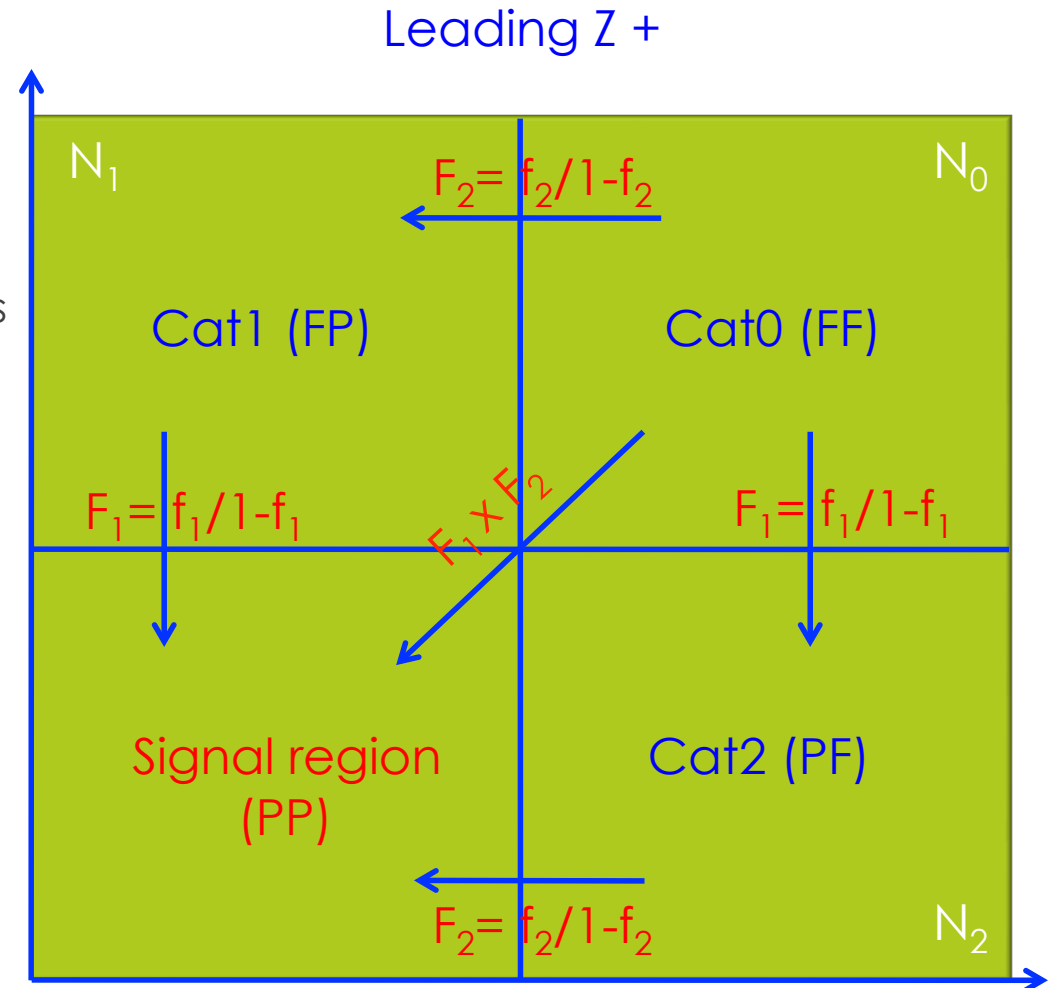 Leading Z +
N₁
F₂= f₂/1-f₂
N₀
s
Cat1 (FP)
Cat0 (FF)
F₁= f₁/1-f₁
F₁ x F₂
F₁= f₁/1-f₁
Signal region
(PP)
Cat2 (PF)
F₂= f₂/1-f₂
N₂